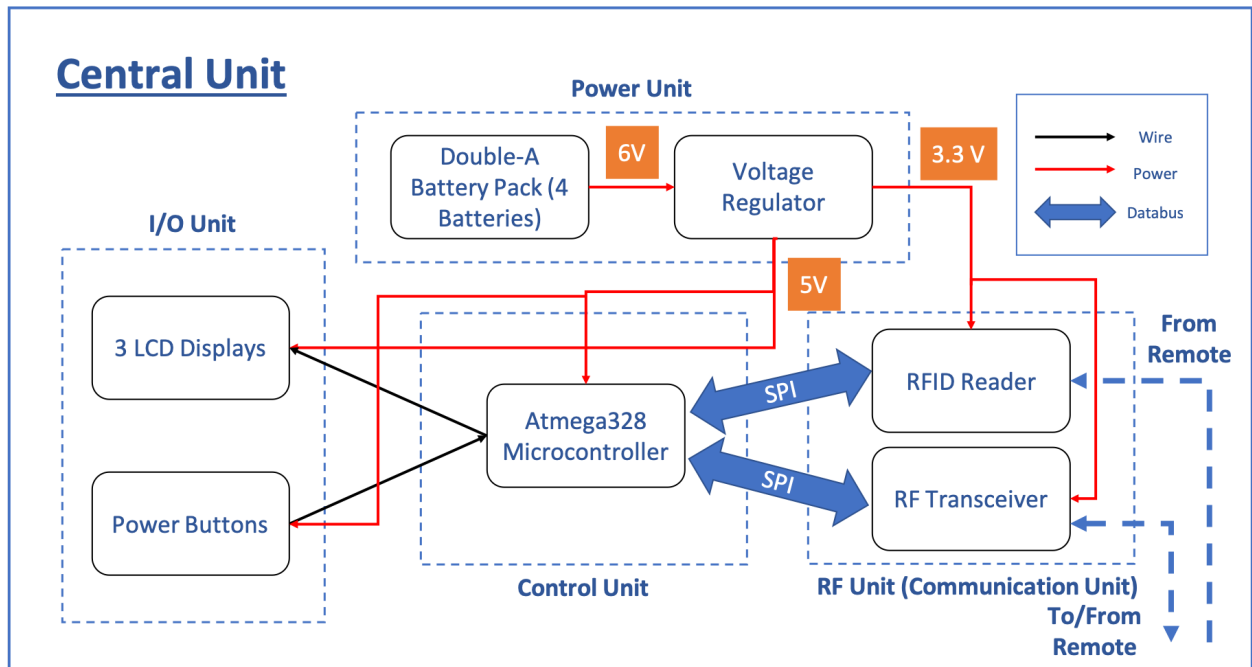 Central Unit
Power Unit
Double-A
Battery Pack (4
Batteries)
6V
Voltage
Regulator
3.3 V
Wire
Power
Databus
I/O Unit
5V
3 LCD Displays
Power Buttons
Atmega328
Microcontroller
SPI
SPI
RFID Reader
RF Transceiver
From
Remote
Control Unit
RF Unit (Communication Unit)
To/From
Remote